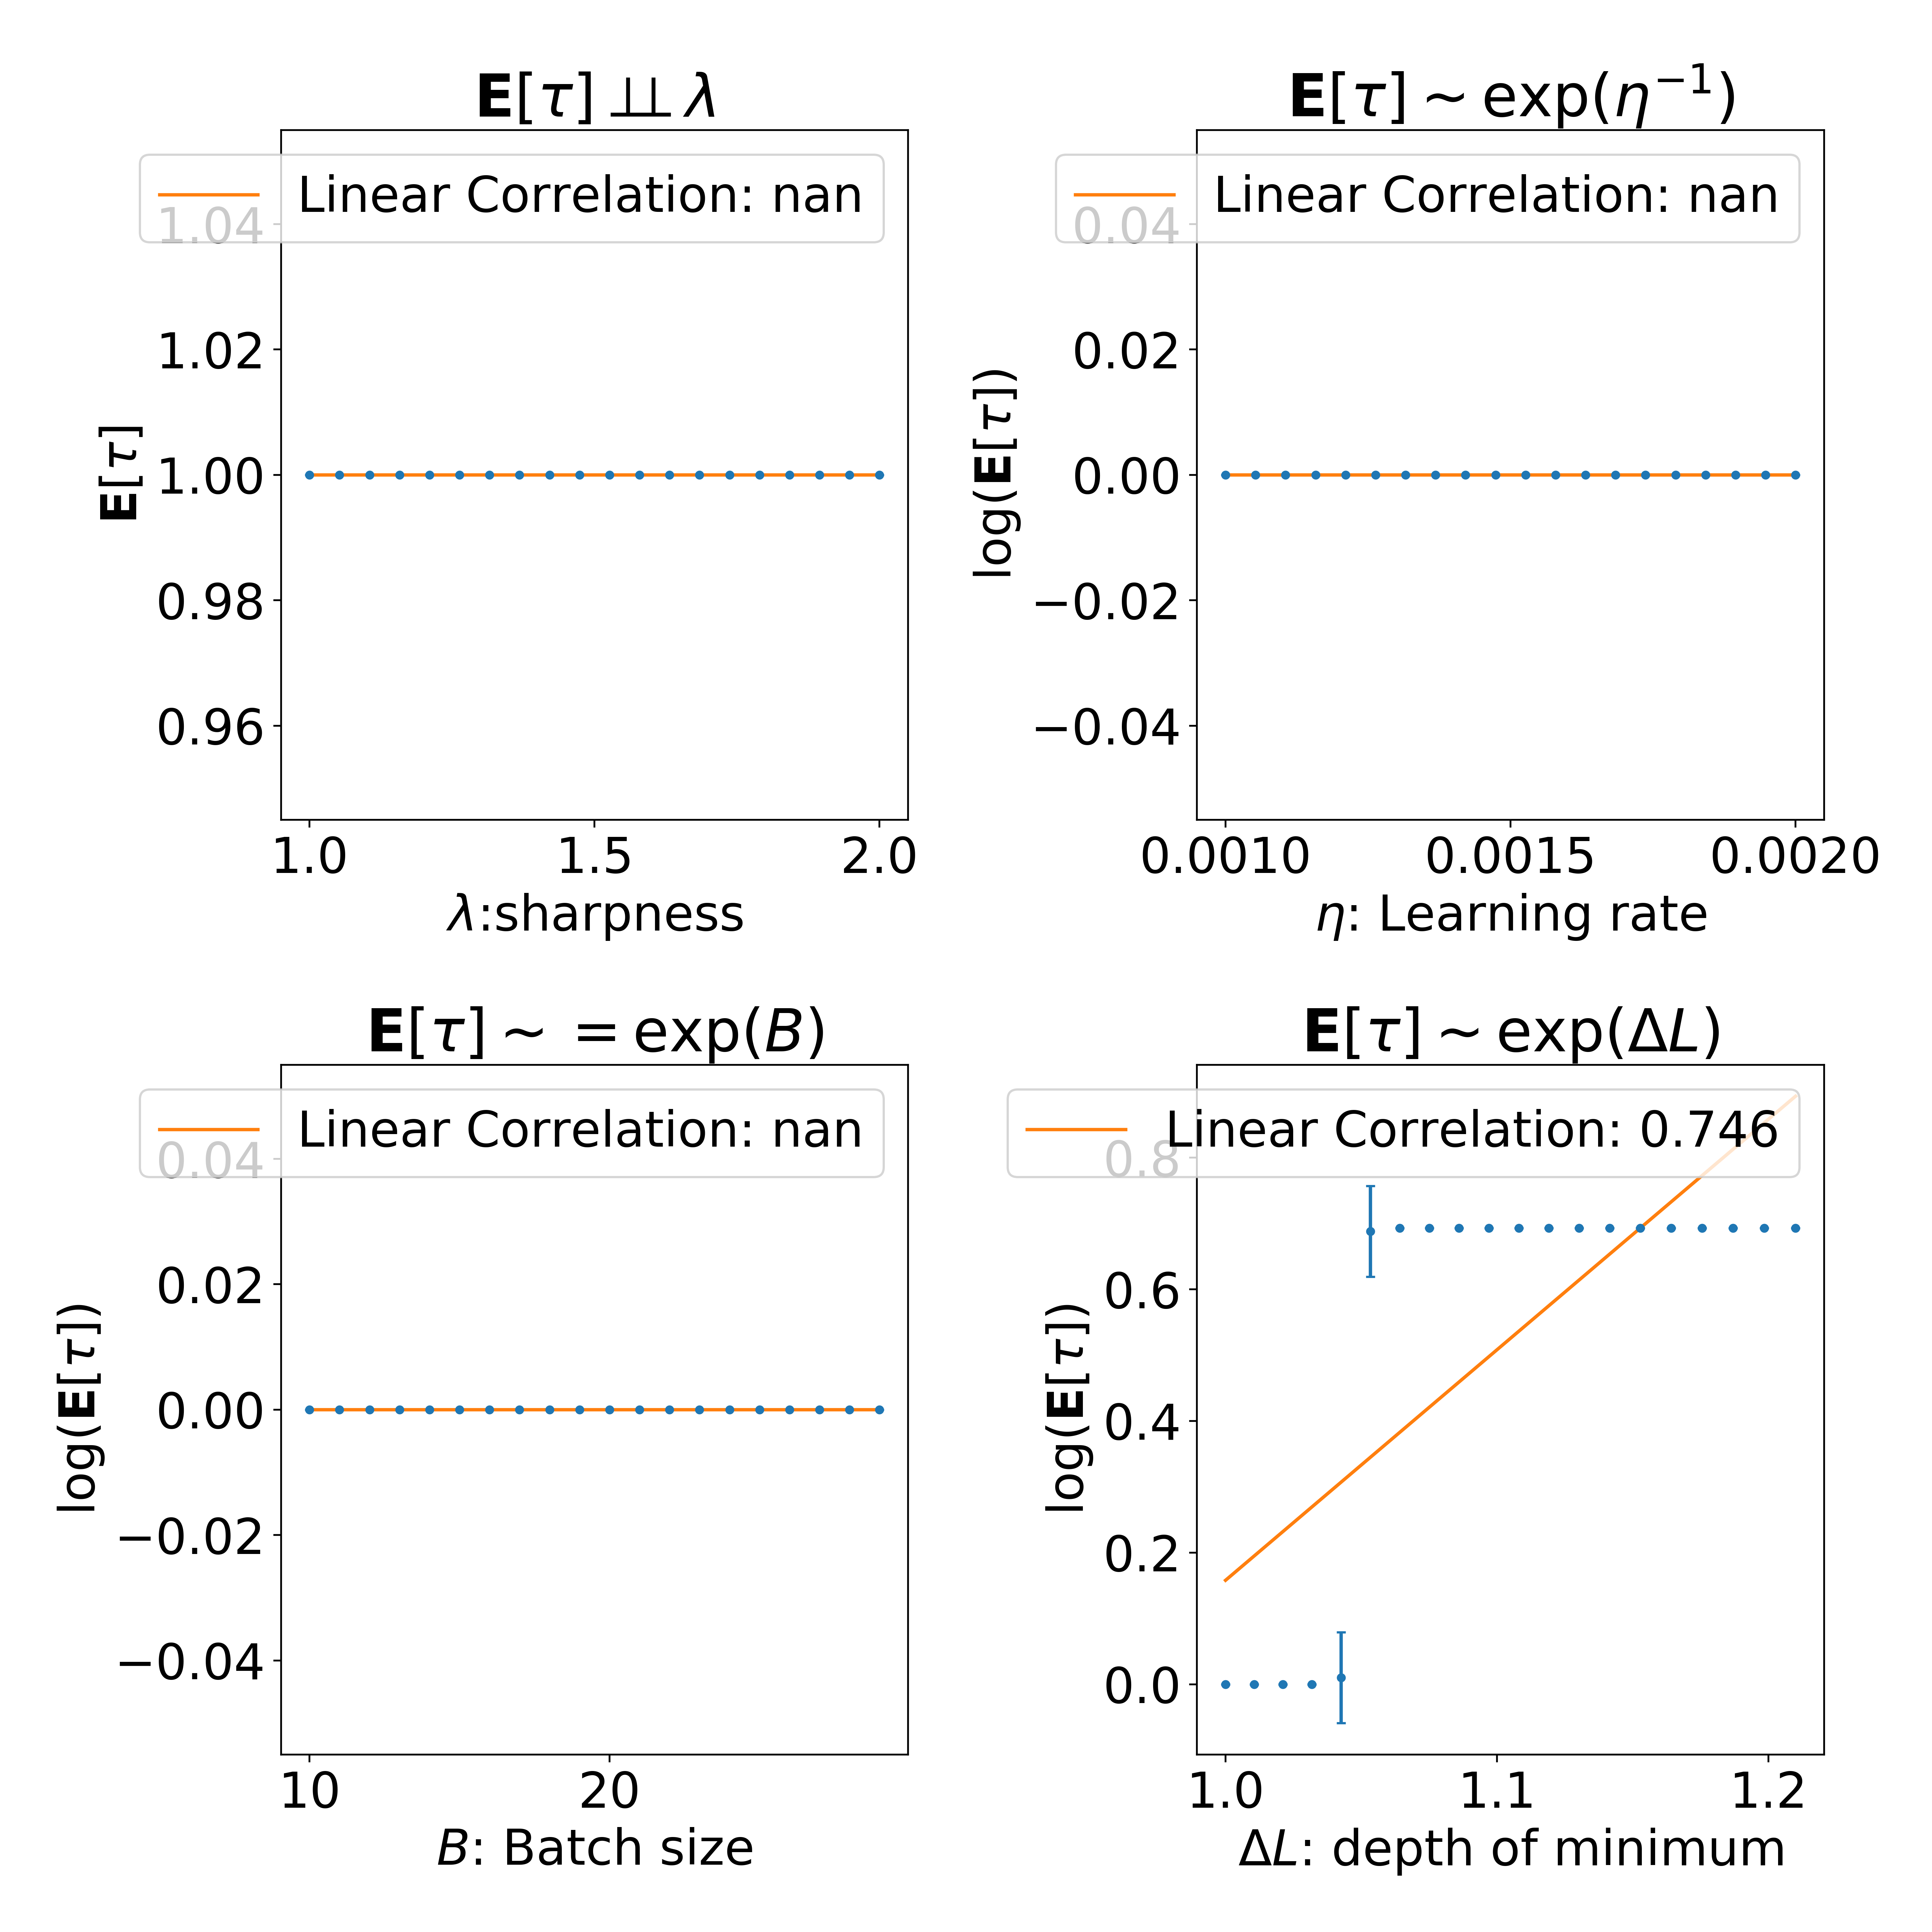 E[τ] ⊥⊥ λ
Linear Correlation: nan
1.04
1.02
1.00
0.98
0.96
E[τ]
1.0 1.5 2.0
λ:sharpness
E[τ] ∼ exp(η⁻¹)
Linear Correlation: nan
0.04
0.02
0.00
−0.02
−0.04
log(E[τ])
0.0010 0.0015 0.0020
η: Learning rate
E[τ] ∼ = exp(B)
Linear Correlation: nan
0.04
0.02
0.00
−0.02
−0.04
log(E[τ])
10 20
B: Batch size
E[τ] ∼ exp(ΔL)
Linear Correlation: 0.746
0.8
0.6
0.4
0.2
0.0
log(E[τ])
1.0 1.1 1.2
ΔL: depth of minimum